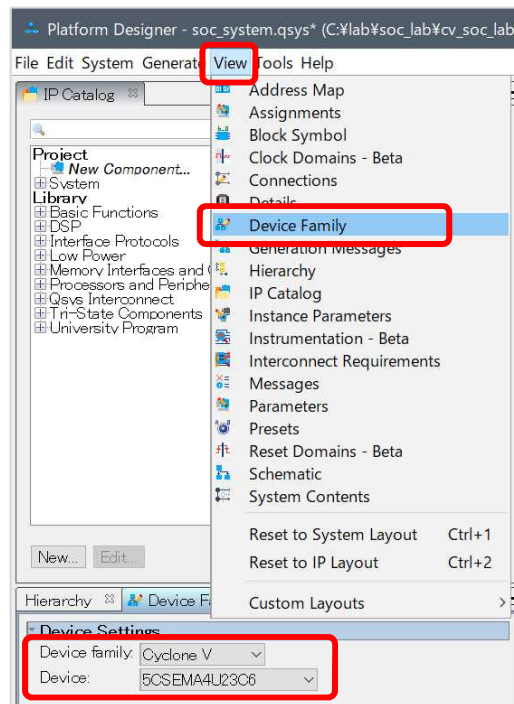 Platform Designer - soc_system.qsys* (C:¥lab¥soc_lab¥cv_soc_lab
File Edit System Generate View Tools Help
IP Catalog
Project
New Component...
System
Library
Basic Functions
DSP
Interface Protocols
Low Power
Memory Interfaces and
Processors and Periphe
Qsys Interconnect
Tri-State Components
University Program
New... Edit...
Address Map
Assignments
Block Symbol
Clock Domains - Beta
Connections
Details
Device Family
Generation Messages
Hierarchy
IP Catalog
Instance Parameters
Instrumentation - Beta
Interconnect Requirements
Messages
Parameters
Presets
Reset Domains - Beta
Schematic
System Contents
Reset to System Layout Ctrl+1
Reset to IP Layout Ctrl+2
Custom Layouts >
Hierarchy Device F
Device Settings
Device family: Cyclone V
Device: 5CSEMA4U23C6